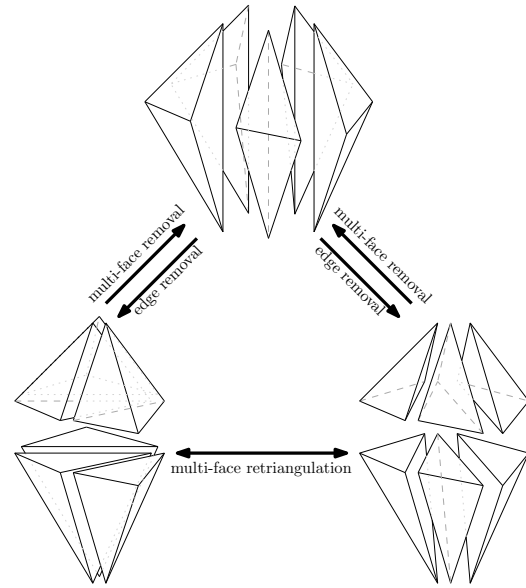 multi-face removal
edge removal
multi-face removal
edge removal
multi-face retriangulation